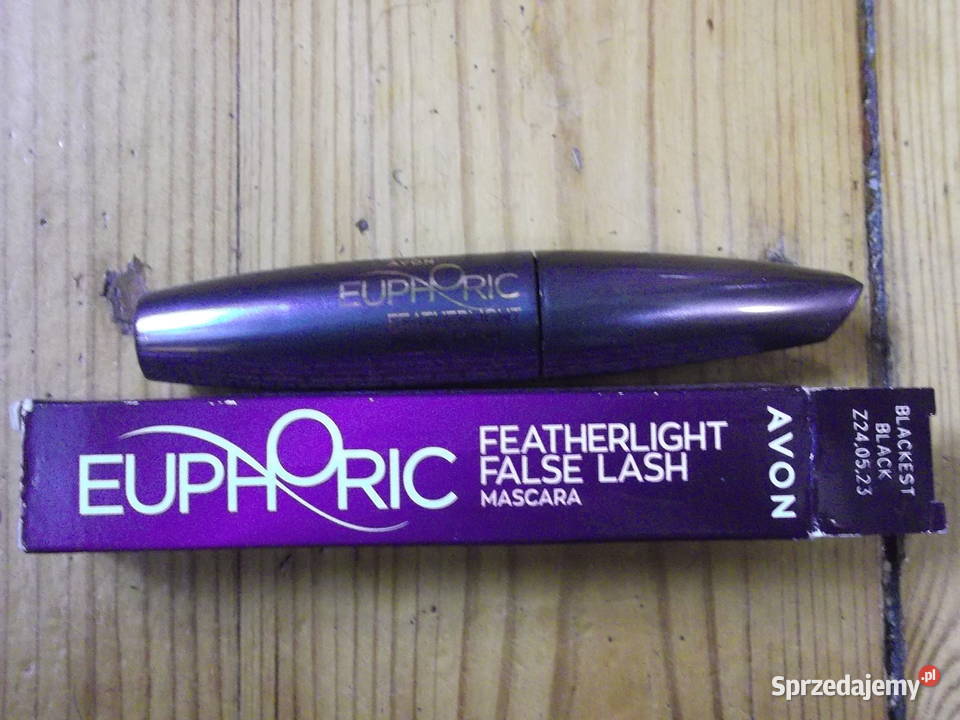 AVON
EUPHORIC
FEATHERLIGHT
EUPHORIC
FEATHERLIGHT
FALSE LASH
MASCARA
AVON
BLACKEST
BLACK
Z24.05.23
Sprzedajemy.pl